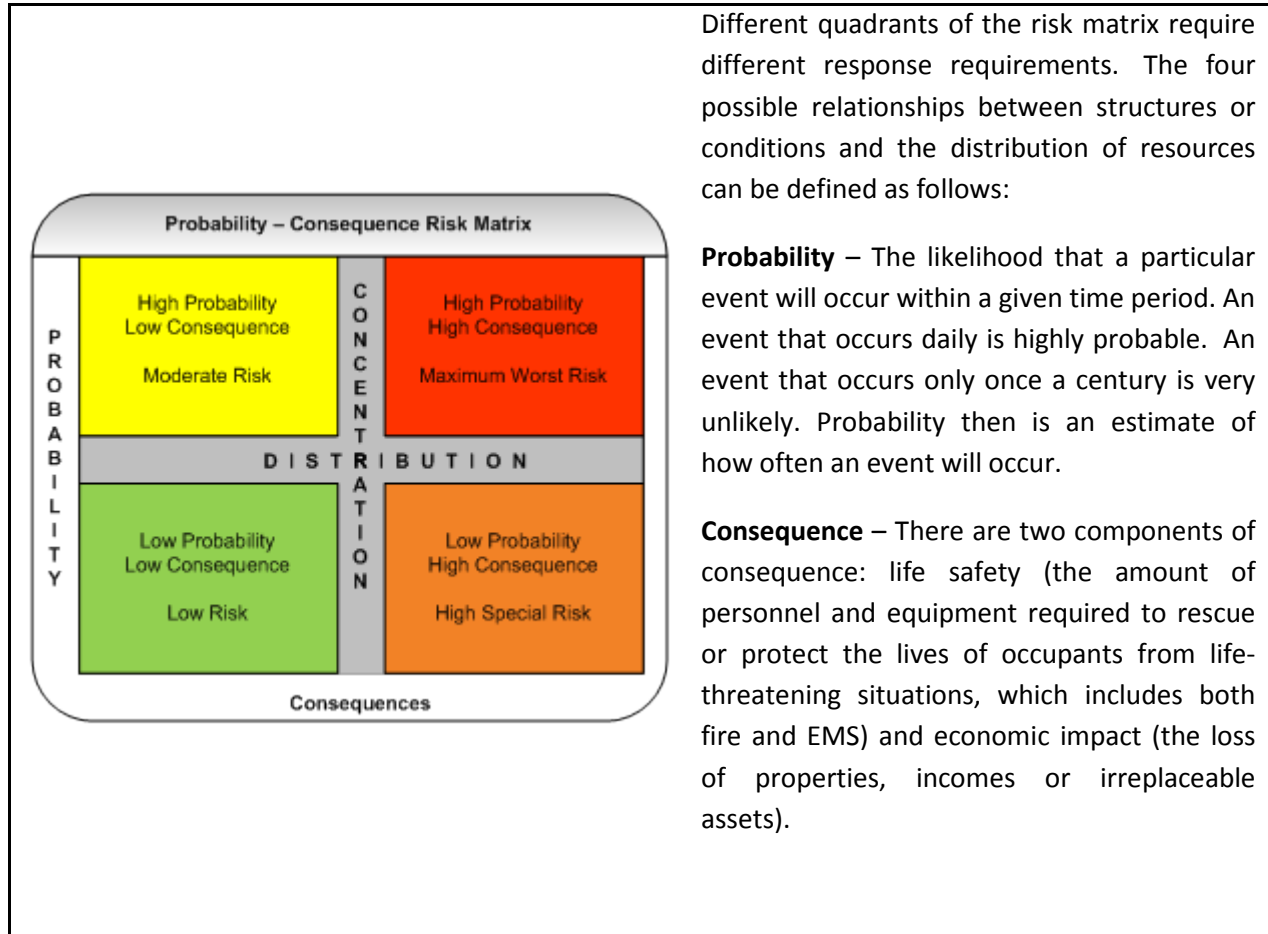 Different quadrants of the risk matrix require
different response requirements. The four
possible relationships between structures or
conditions and the distribution of resources
can be defined as follows:
Probability – The likelihood that a particular
event will occur within a given time period. An
event that occurs daily is highly probable. An
event that occurs only once a century is very
unlikely. Probability then is an estimate of
how often an event will occur.
Consequence – There are two components of
consequence: life safety (the amount of
personnel and equipment required to rescue
or protect the lives of occupants from life-
threatening situations, which includes both
fire and EMS) and economic impact (the loss
of properties, incomes or irreplaceable
assets).
Probability – Consequence Risk Matrix
PROBABILITY
High Probability
Low Consequence
Moderate Risk
CONCENTRATION
High Probability
High Consequence
Maximum Worst Risk
DISTRIBUTION
Low Probability
Low Consequence
Low Risk
Low Probability
High Consequence
High Special Risk
Consequences